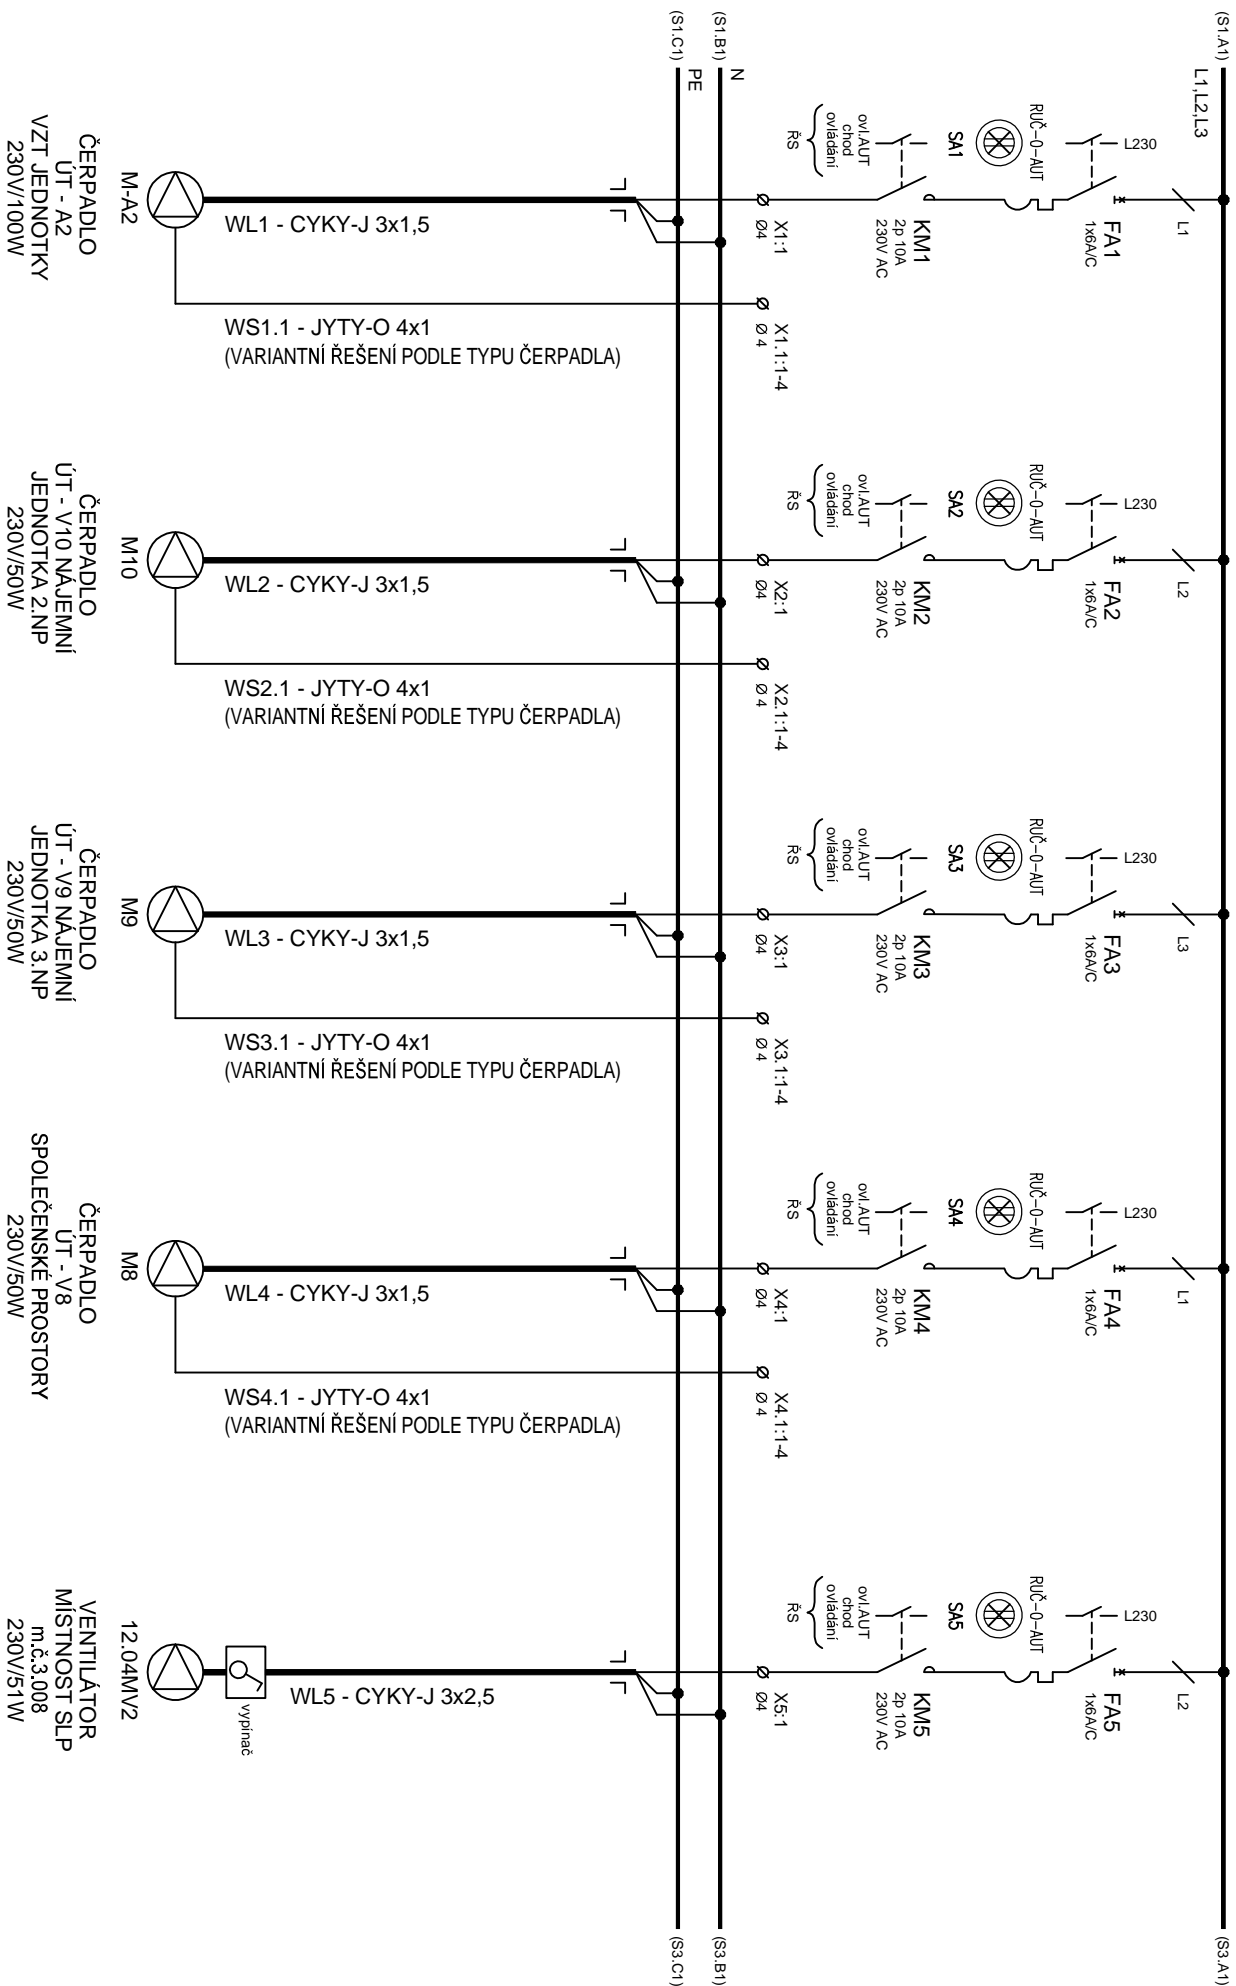 (S1.A1)
L1,L2,L3
(S3.A1)
L1
FA1
1x6A/C
L230
RUČ-0-AUT
SA1
KM1
2p 10A
230V AC
ovl.AUT
chod
ovládání
ŘS
X1:1
Ø4
X1.1:1-4
Ø 4
L2
FA2
1x6A/C
L230
RUČ-0-AUT
SA2
KM2
2p 10A
230V AC
ovl.AUT
chod
ovládání
ŘS
X2:1
Ø4
X2.1:1-4
Ø 4
L3
FA3
1x6A/C
L230
RUČ-0-AUT
SA3
KM3
2p 10A
230V AC
ovl.AUT
chod
ovládání
ŘS
X3:1
Ø4
X3.1:1-4
Ø 4
L1
FA4
1x6A/C
L230
RUČ-0-AUT
SA4
KM4
2p 10A
230V AC
ovl.AUT
chod
ovládání
ŘS
X4:1
Ø4
X4.1:1-4
Ø 4
L2
FA5
1x6A/C
L230
RUČ-0-AUT
SA5
KM5
2p 10A
230V AC
ovl.AUT
chod
ovládání
ŘS
X5:1
Ø4
(S1.B1)
N
(S3.B1)
(S1.C1)
PE
(S3.C1)
WL1 - CYKY-J 3x1,5
WS1.1 - JYTY-O 4x1
(VARIANTNÍ ŘEŠENÍ PODLE TYPU ČERPADLA)
M-A2
ČERPADLO
ÚT - A2
VZT JEDNOTKY
230V/100W
WL2 - CYKY-J 3x1,5
WS2.1 - JYTY-O 4x1
(VARIANTNÍ ŘEŠENÍ PODLE TYPU ČERPADLA)
M10
ČERPADLO
ÚT - V10 NÁJEMNÍ
JEDNOTKA 2.NP
230V/50W
WL3 - CYKY-J 3x1,5
WS3.1 - JYTY-O 4x1
(VARIANTNÍ ŘEŠENÍ PODLE TYPU ČERPADLA)
M9
ČERPADLO
ÚT - V9 NÁJEMNÍ
JEDNOTKA 3.NP
230V/50W
WL4 - CYKY-J 3x1,5
WS4.1 - JYTY-O 4x1
(VARIANTNÍ ŘEŠENÍ PODLE TYPU ČERPADLA)
M8
ČERPADLO
ÚT - V8
SPOLEČENSKÉ PROSTORY
230V/50W
WL5 - CYKY-J 3x2,5
vypínač
12.04MV2
VENTILÁTOR
MÍSTNOST SLP
m.č.3.008
230V/51W